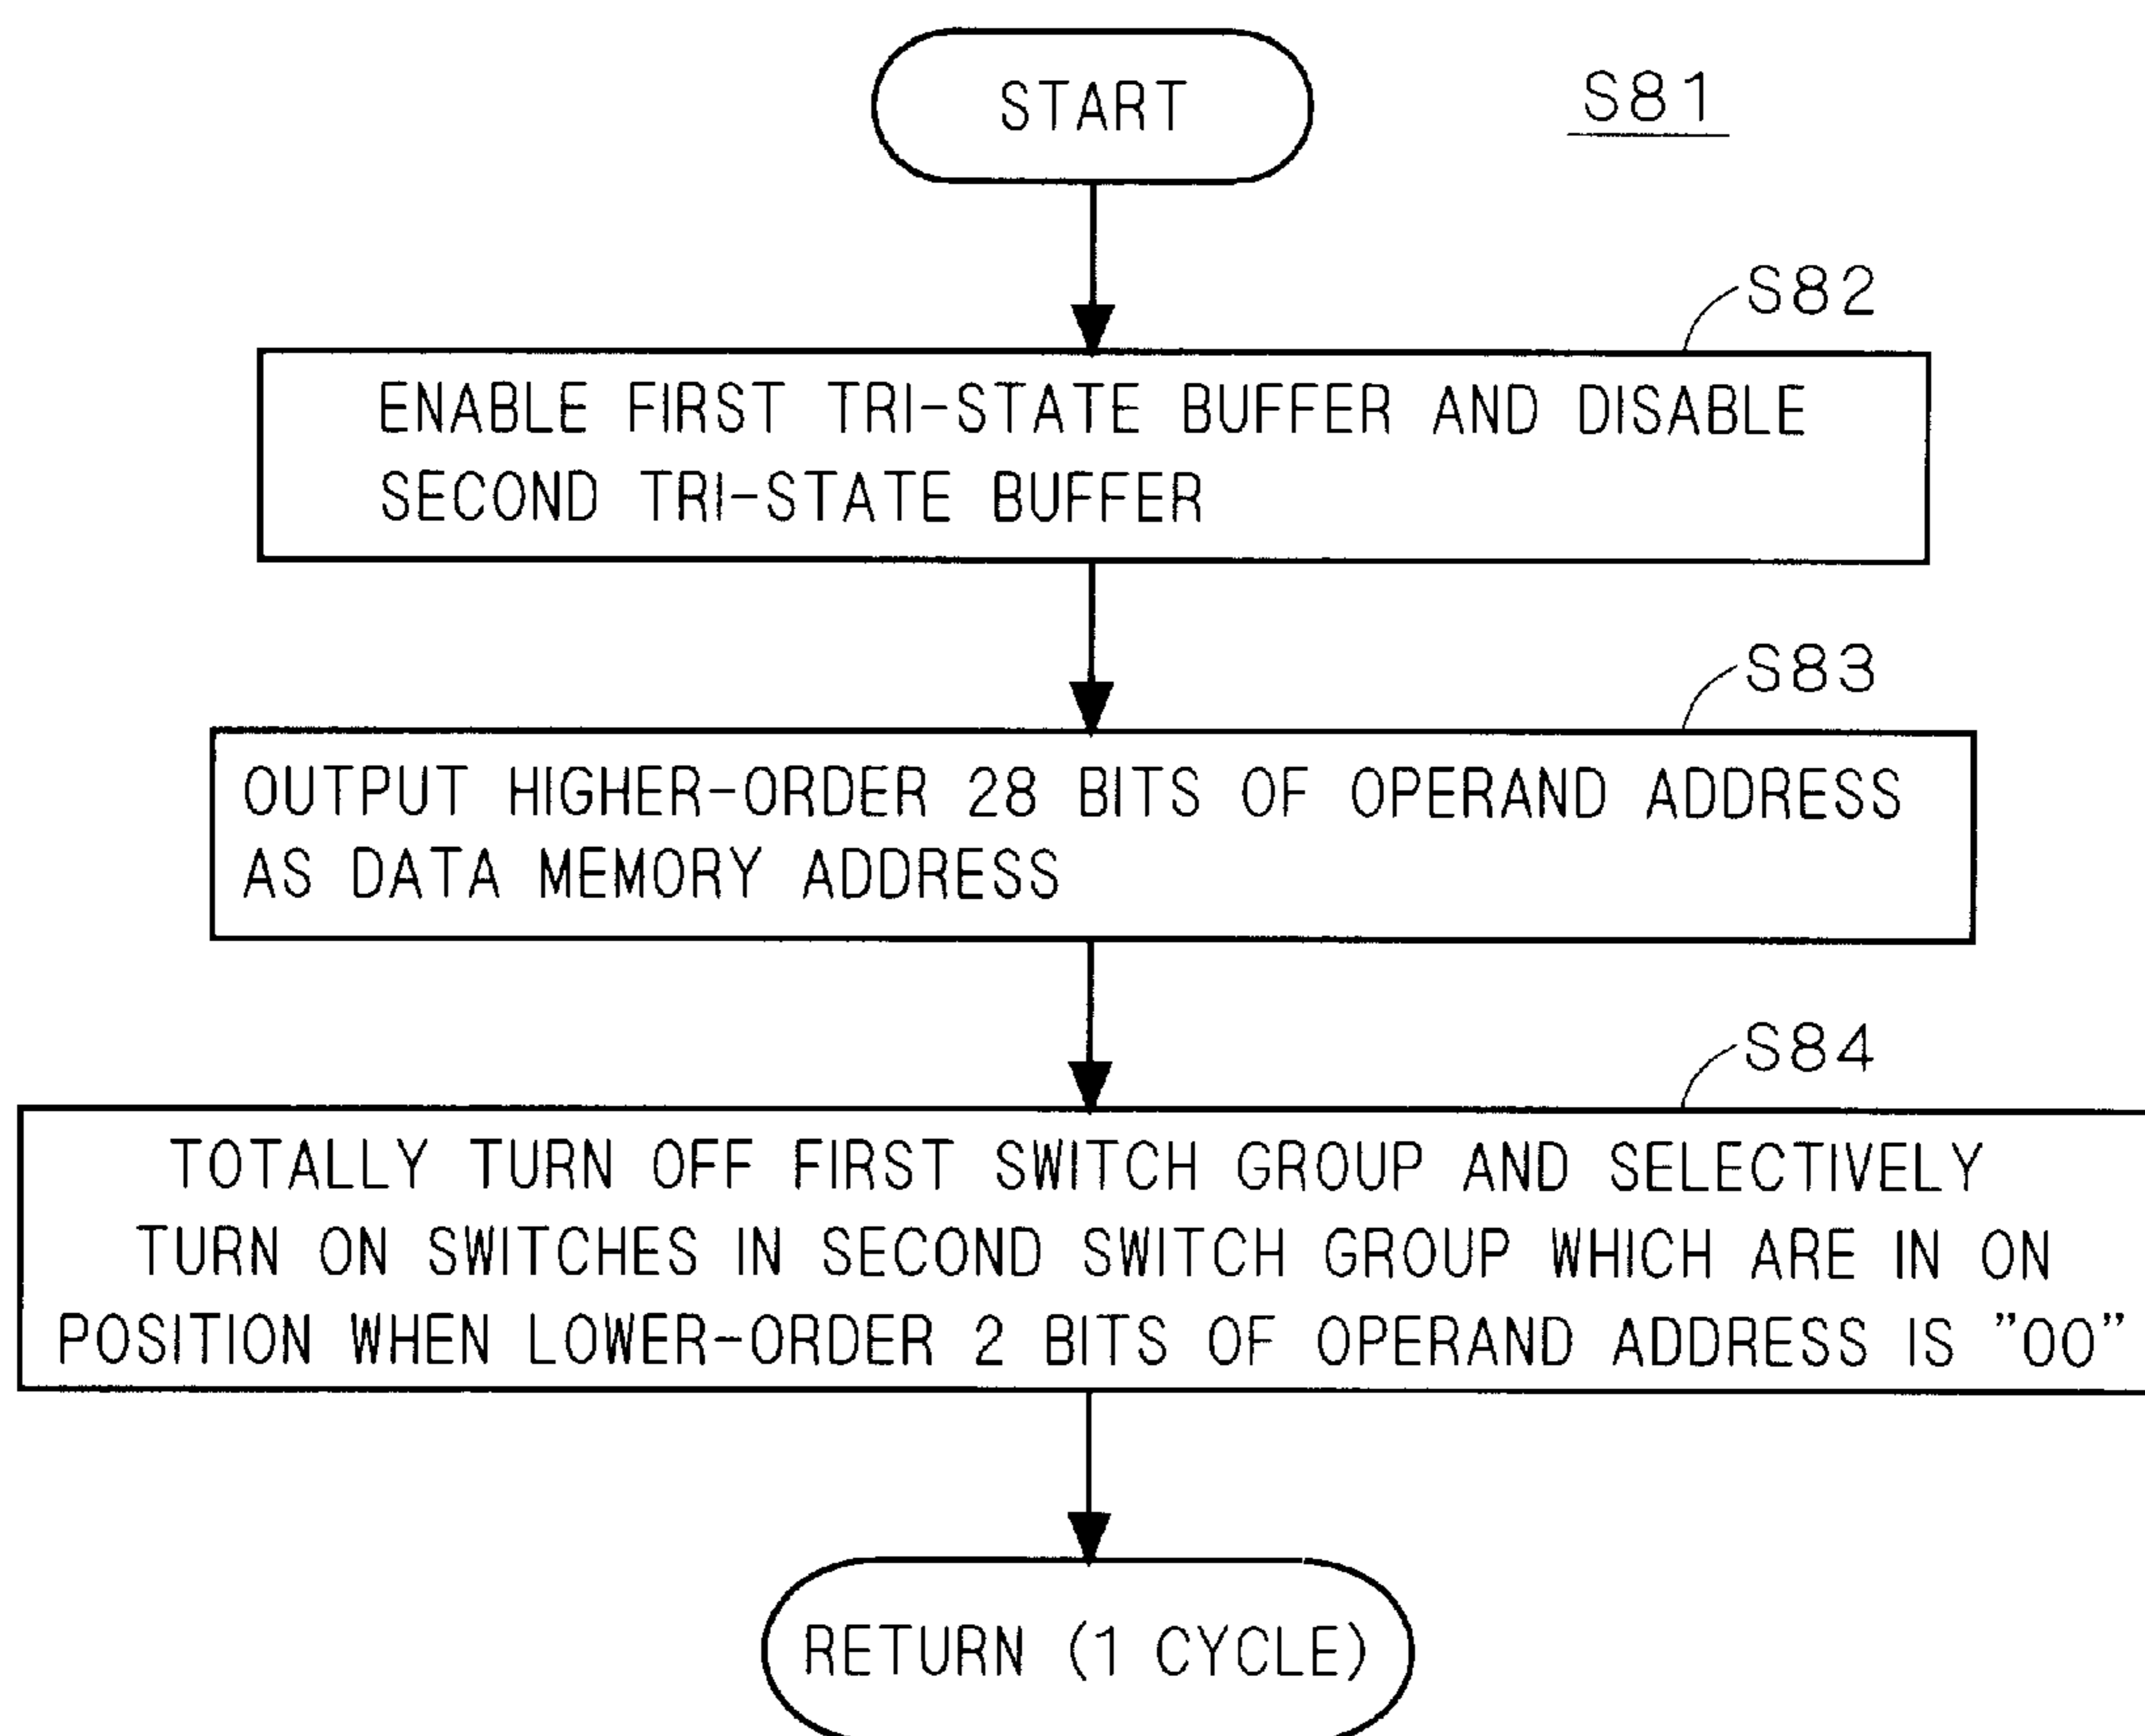 START
S81
S82
ENABLE FIRST TRI-STATE BUFFER AND DISABLE
SECOND TRI-STATE BUFFER
S83
OUTPUT HIGHER-ORDER 28 BITS OF OPERAND ADDRESS
AS DATA MEMORY ADDRESS
S84
TOTALLY TURN OFF FIRST SWITCH GROUP AND SELECTIVELY
TURN ON SWITCHES IN SECOND SWITCH GROUP WHICH ARE IN ON
POSITION WHEN LOWER-ORDER 2 BITS OF OPERAND ADDRESS IS "00"
RETURN (1 CYCLE)